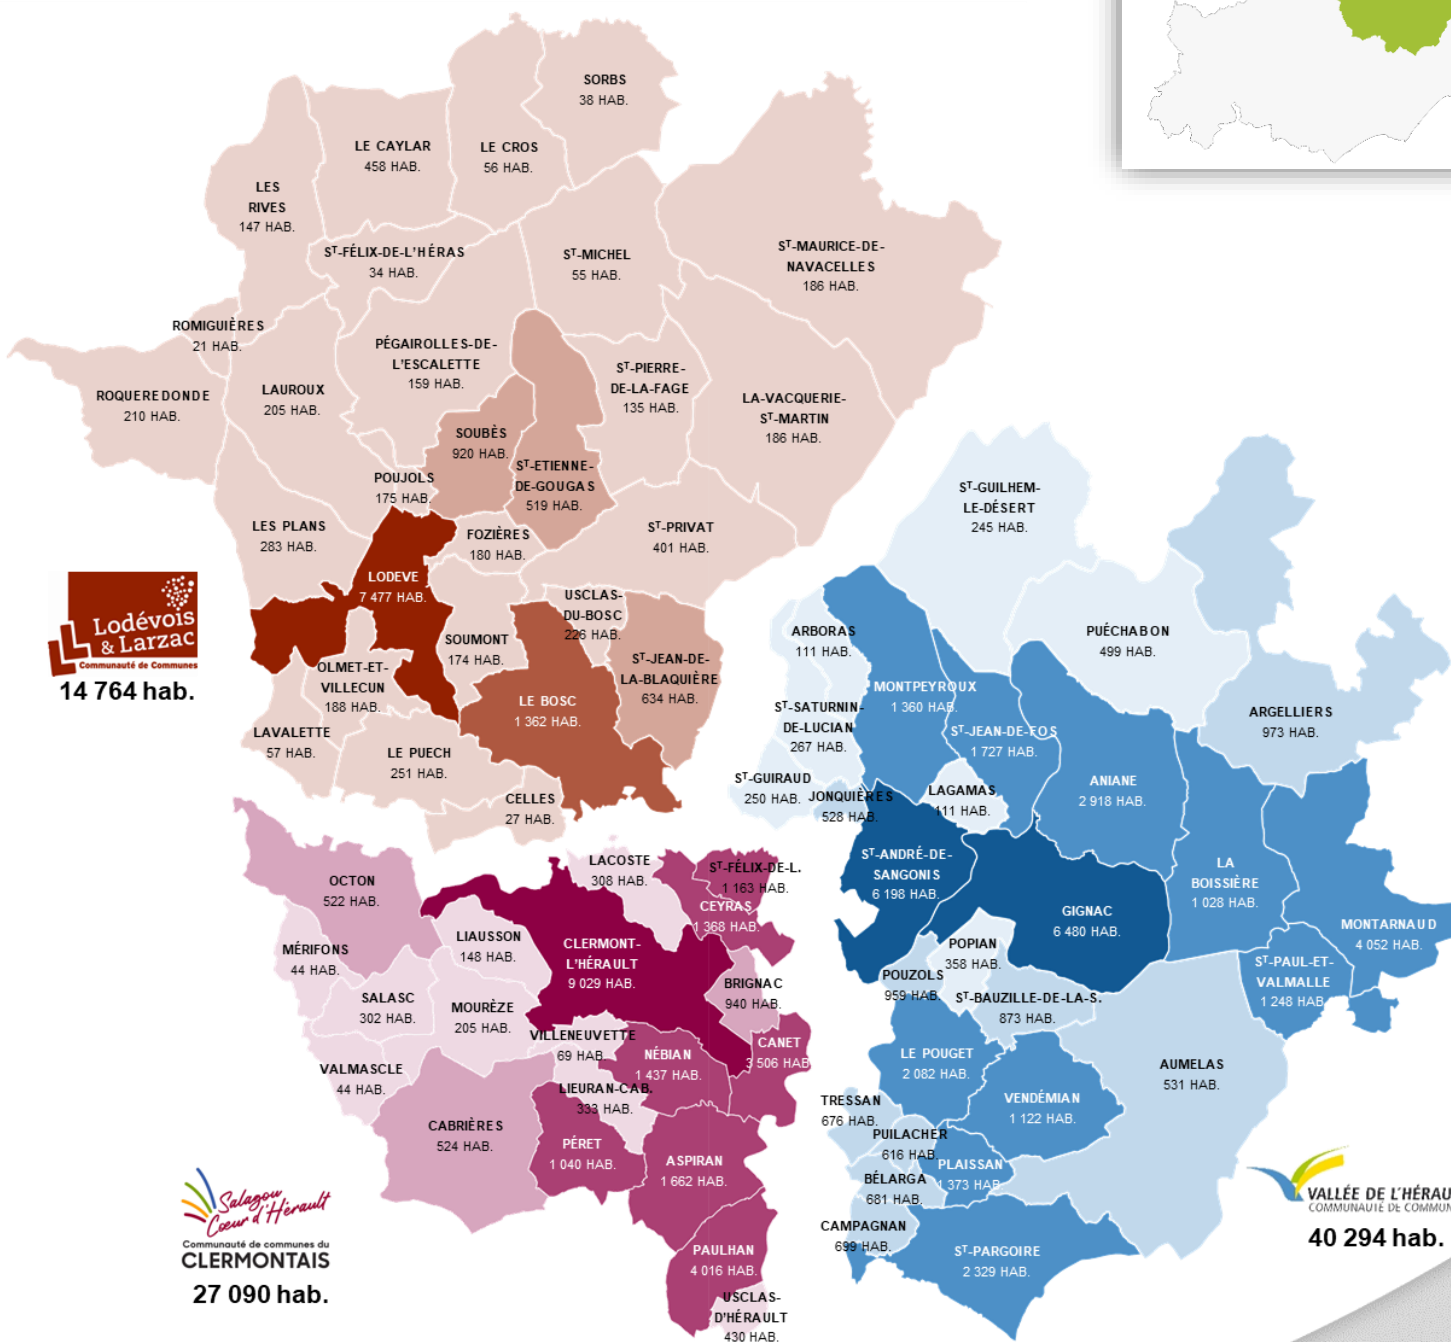 SORBS
38 HAB.
LE CAYLAR
458 HAB.
LE CROS
56 HAB.
LES
RIVES
147 HAB.
ST-FÉLIX-DE-L'HÉRAS
34 HAB.
ST-MICHEL
55 HAB.
ST-MAURICE-DE-
NAVACELLES
186 HAB.
ROMIGUIÈRES
21 HAB.
PÉGAIROLLES-DE-
L'ESCALETTE
159 HAB.
ST-PIERRE-
DE-LA-FAGE
135 HAB.
ROQUEREDONDE
210 HAB.
LAUROUX
205 HAB.
LA-VACQUERIE-
ST-MARTIN
186 HAB.
SOUBÈS
920 HAB.
ST-ETIENNE-
DE-GOUGAS
519 HAB.
POUJOLS
175 HAB.
LES PLANS
283 HAB.
FOZIÈRES
180 HAB.
ST-PRIVAT
401 HAB.
LODEVE
7 477 HAB.
USCLAS-
DU-BOSC
226 HAB.
SOUMONT
174 HAB.
ST-JEAN-DE-
LA-BLAQUIÈRE
634 HAB.
OLMET-ET-
VILLECUN
188 HAB.
LE BOSC
1 362 HAB.
LAVALETTE
57 HAB.
LE PUECH
251 HAB.
CELLES
27 HAB.
Lodévois
& Larzac
Communauté de Communes
14 764 hab.
ST-GUILHEM-
LE-DÉSERT
245 HAB.
PUÉCHABON
499 HAB.
ARBORAS
111 HAB.
MONTPEYROUX
1 360 HAB.
ARGELLIERS
973 HAB.
ST-SATURNIN-
DE-LUCIAN
267 HAB.
ST-JEAN-DE-FOS
1 727 HAB.
ST-GUIRAUD
250 HAB.
JONQUIÈRES
528 HAB.
LAGAMAS
111 HAB.
ANIANE
2 918 HAB.
ST-ANDRÉ-DE-
SANGONIS
6 198 HAB.
LA
BOISSIÈRE
1 028 HAB.
GIGNAC
6 480 HAB.
MONTARNAUD
4 052 HAB.
POPIAN
358 HAB.
ST-PAUL-ET-
VALMALLE
1 248 HAB.
POUZOLS
959 HAB.
ST-BAUZILLE-DE-LA-S.
873 HAB.
LE POUGET
2 082 HAB.
AUMELAS
531 HAB.
VENDÉMIAN
1 122 HAB.
TRESSAN
676 HAB.
PUILACHER
616 HAB.
PLAISSAN
1 373 HAB.
BÉLARGA
681 HAB.
CAMPAGNAN
699 HAB.
ST-PARGOIRE
2 329 HAB.
VALLÉE DE L'HÉRAU
COMMUNAUTÉ DE COMMUN
40 294 hab.
OCTON
522 HAB.
LACOSTE
308 HAB.
ST-FÉLIX-DE-L.
1 163 HAB.
CEYRAS
1 368 HAB.
MÉRIFONS
44 HAB.
LIAUSSON
148 HAB.
CLERMONT-
L'HÉRAULT
9 029 HAB.
SALASC
302 HAB.
MOURÈZE
205 HAB.
BRIGNAC
940 HAB.
VILLENEUVETTE
69 HAB.
NÉBIAN
1 437 HAB.
CANET
3 506 HAB
VALMASCLE
44 HAB.
LIEURAN-CAB.
333 HAB.
CABRIÈRES
524 HAB.
PÉRET
1 040 HAB.
ASPIRAN
1 662 HAB.
PAULHAN
4 016 HAB.
USCLAS-
D'HÉRAULT
430 HAB.
Salagou
Cœur d'Hérault
Communauté de communes du
CLERMONTAIS
27 090 hab.